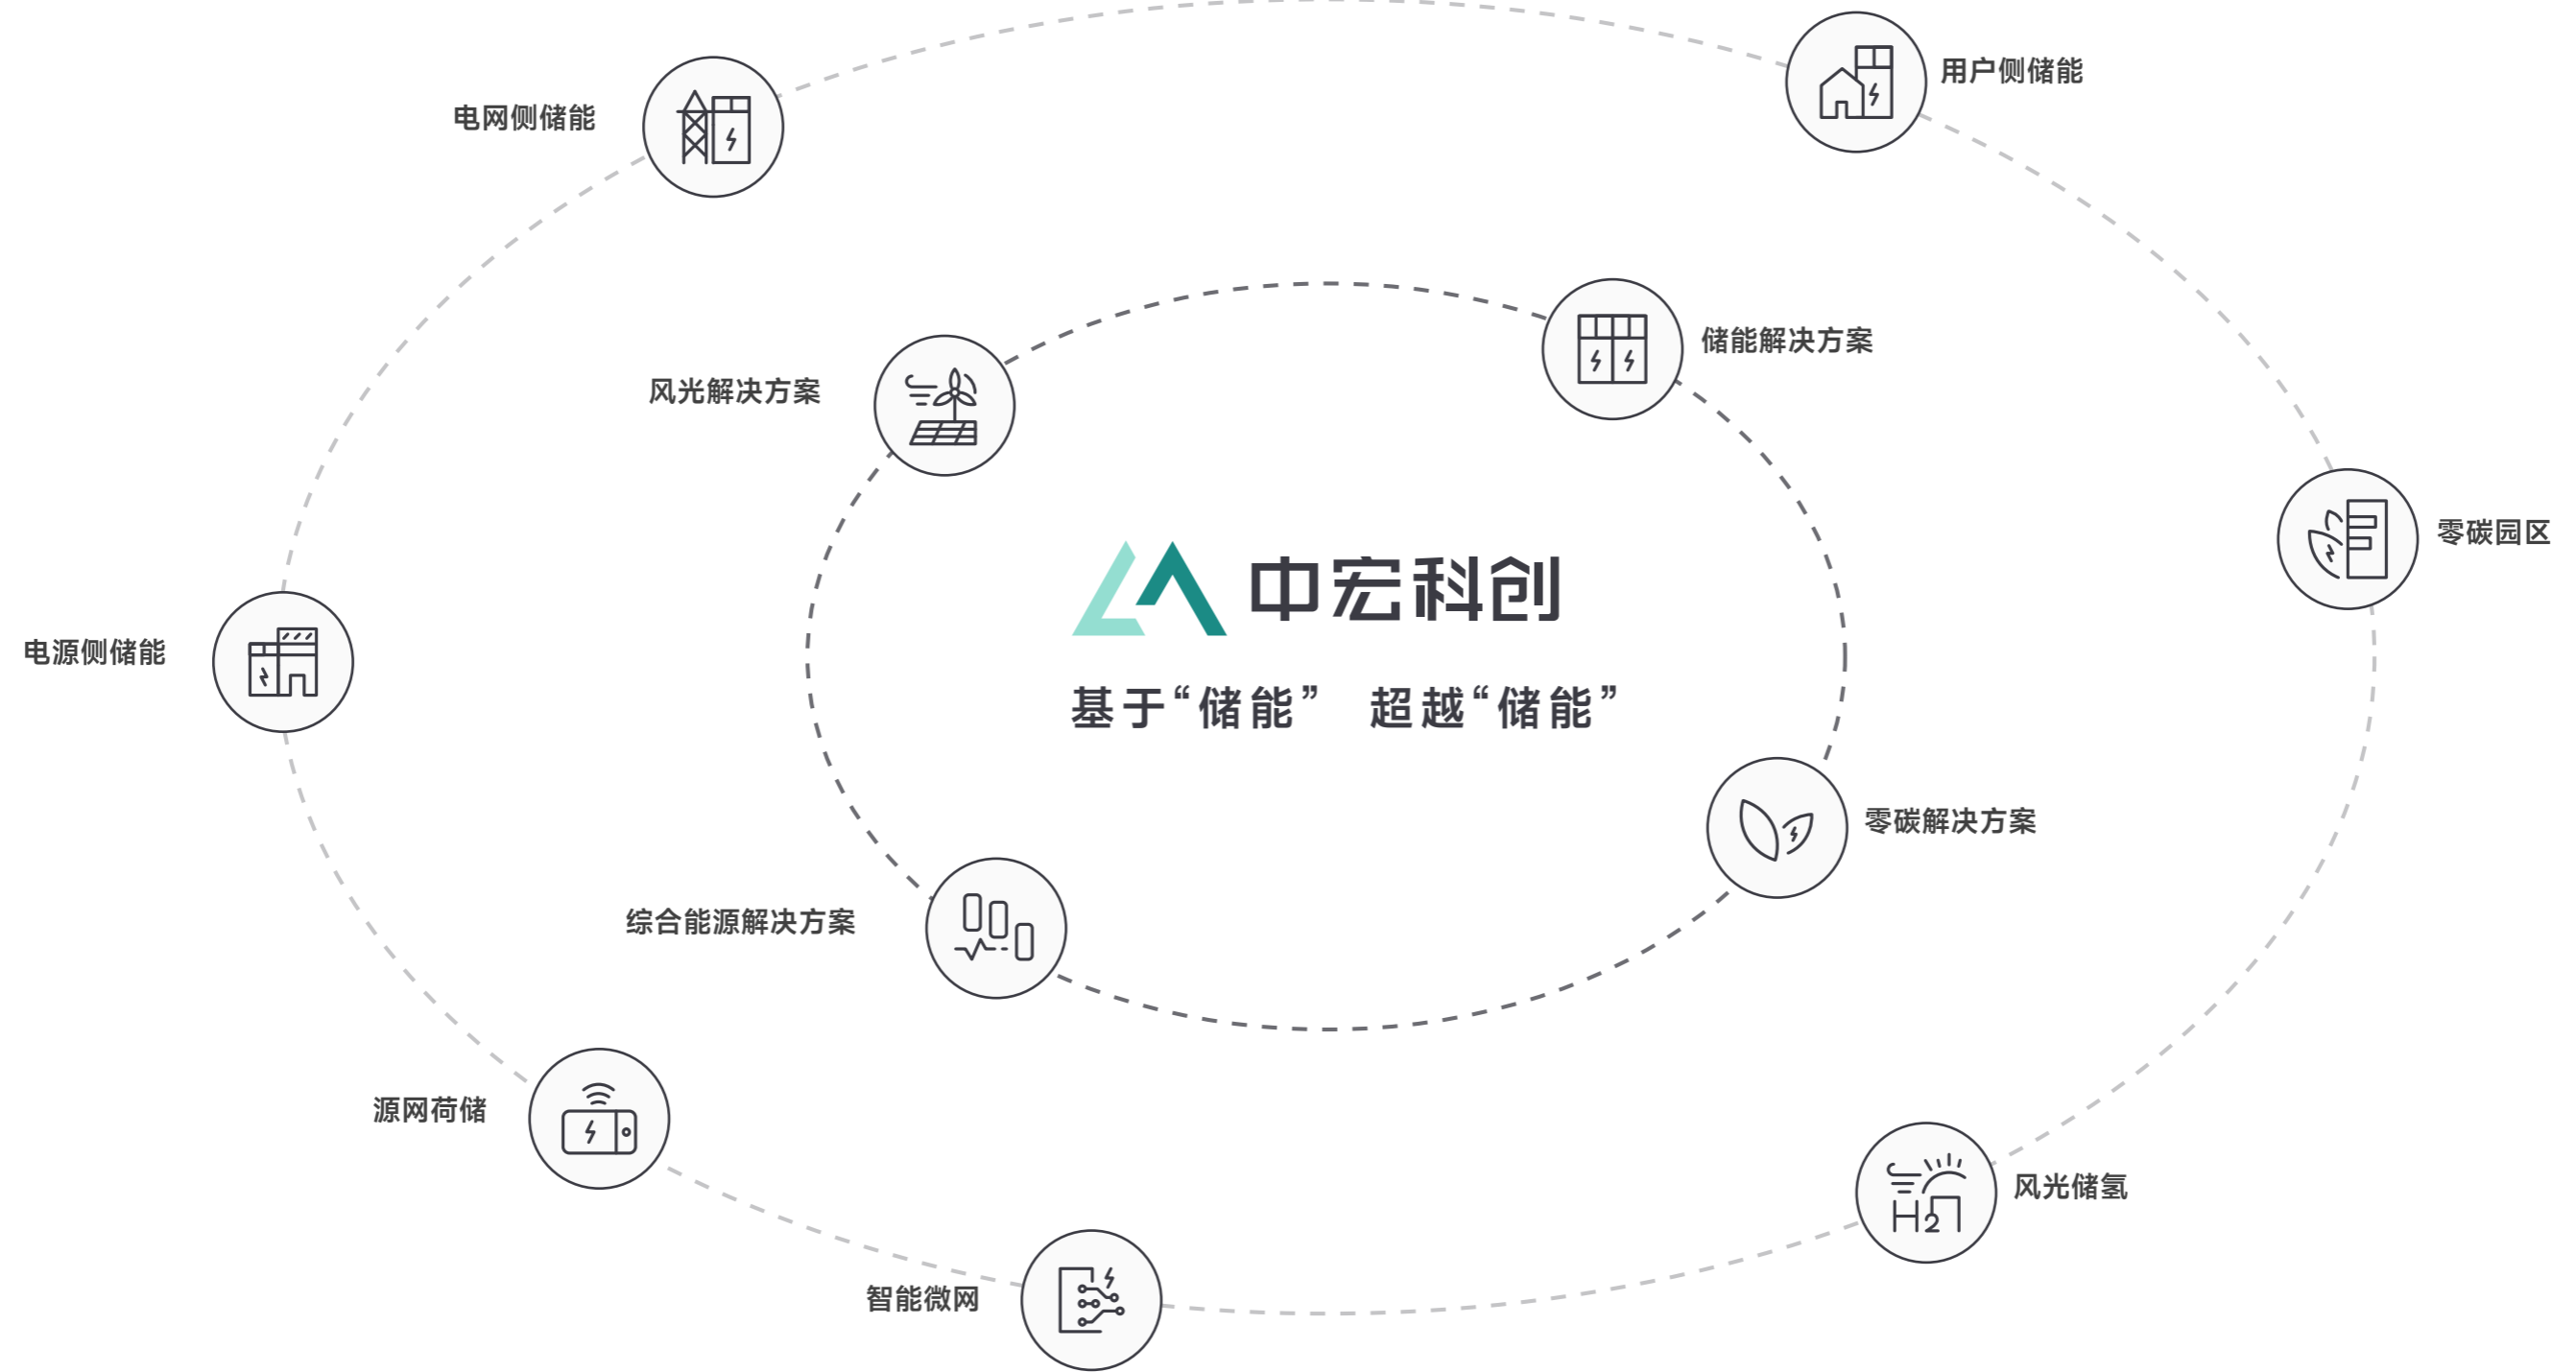 用户侧储能
电网侧储能
储能解决方案
风光解决方案
零碳园区
中宏科创
电源侧储能
基于“储能” 超越“储能”
零碳解决方案
综合能源解决方案
源网荷储
风光储氢
H2
智能微网